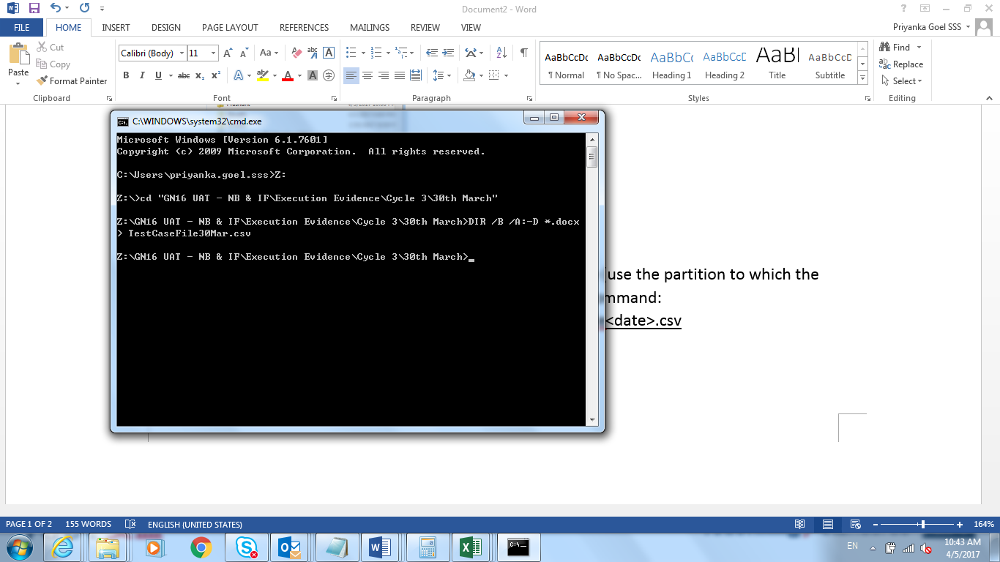 Document2 - Word
FILE HOME INSERT DESIGN PAGE LAYOUT REFERENCES MAILINGS REVIEW VIEW
Priyanka Goel SSS
Paste
Cut
Copy
Format Painter
Clipboard
Calibri (Body) 11
Font
Paragraph
AaBbCcDc AaBbCcDc AaBbCc AaBbCcD AaBl AaBbCcD
¶ Normal ¶ No Spac... Heading 1 Heading 2 Title Subtitle
Styles
Find
Replace
Select
Editing
C:\WINDOWS\system32\cmd.exe
Microsoft Windows [Version 6.1.7601]
Copyright (c) 2009 Microsoft Corporation.  All rights reserved.
C:\Users\priyanka.goel.sss>Z:
Z:\>cd "GN16 UAT - NB & IF\Execution Evidence\Cycle 3\30th March"
Z:\GN16 UAT - NB & IF\Execution Evidence\Cycle 3\30th March>DIR /B /A:-D *.docx
> TestCaseFile30Mar.csv
Z:\GN16 UAT - NB & IF\Execution Evidence\Cycle 3\30th March>
(use the partition to which the
mmand:
<date>.csv
PAGE 1 OF 2 155 WORDS ENGLISH (UNITED STATES) 164%
EN
10:43 AM
4/5/2017